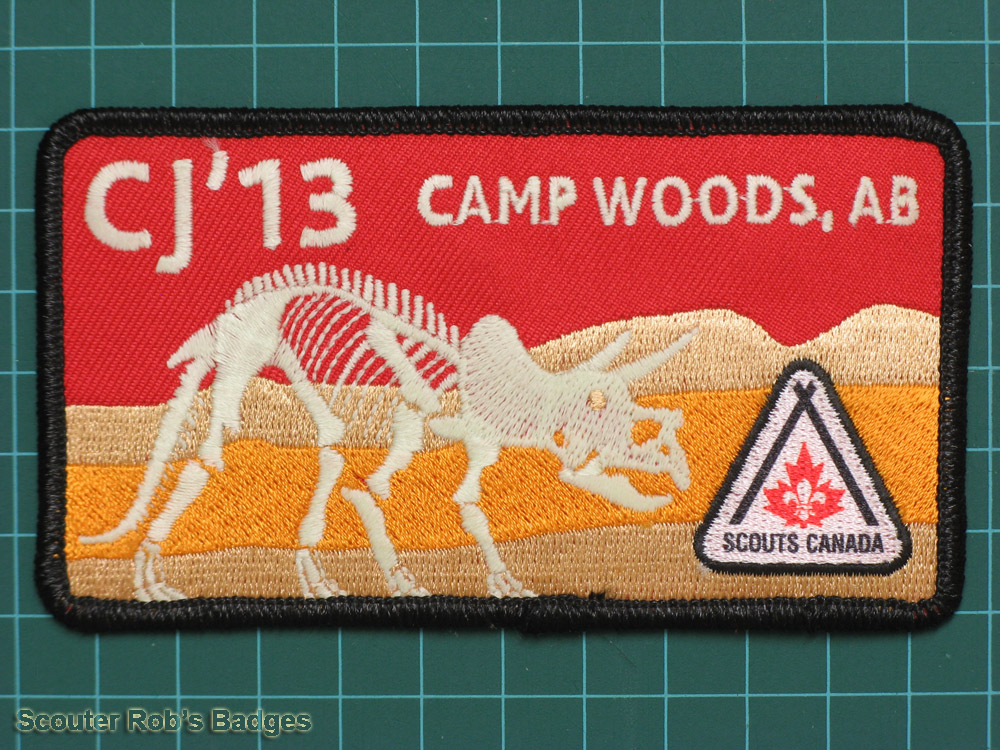 CJ'13 CAMP WOODS, AB
SCOUTS CANADA
Scouter Rob's Badges